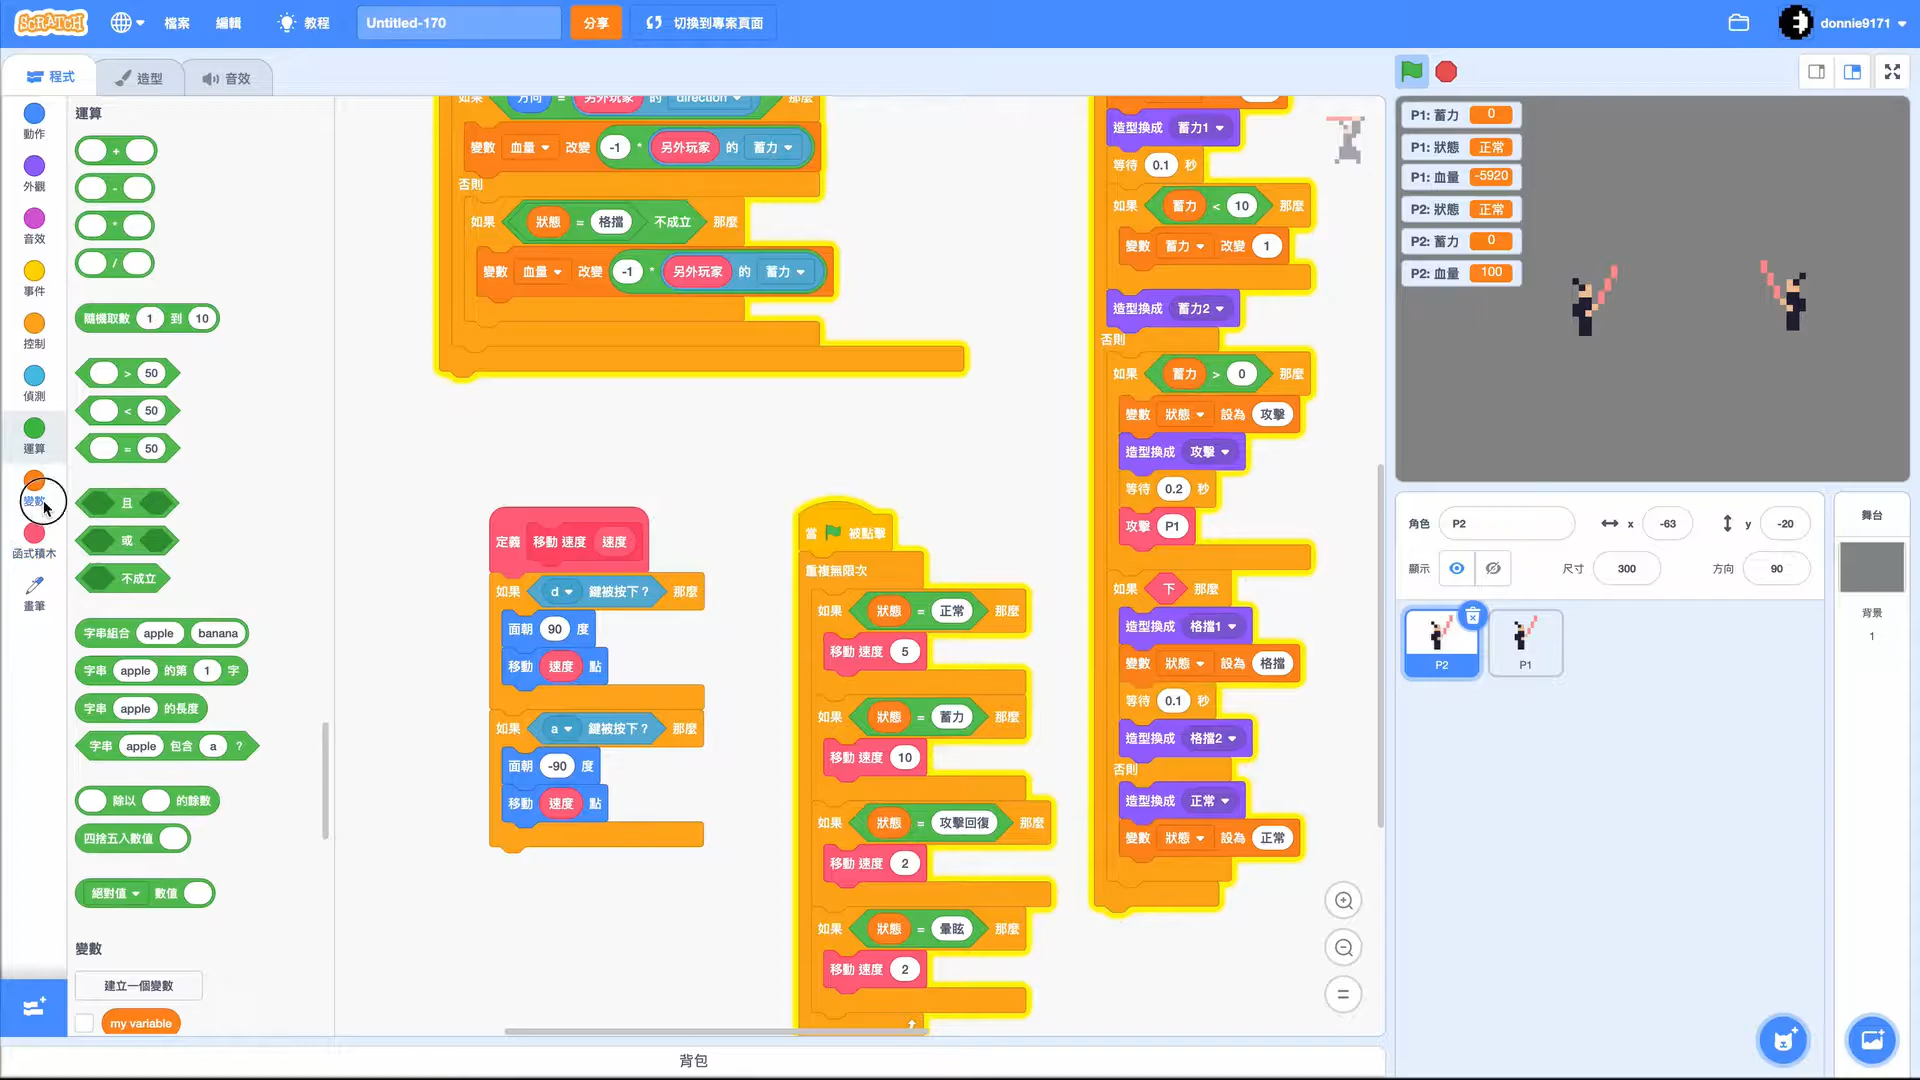 SCRATCH
檔案
編輯
教程
Untitled-170
分享
切換到專案頁面
donnie9171
程式
造型
音效
動作
外觀
音效
事件
控制
偵測
運算
變數
函式積木
畫筆
運算
+
-
*
/
隨機取數 1 到 10
> 50
< 50
= 50
且
或
不成立
字串組合 apple banana
字串 apple 的第 1 字
字串 apple 的長度
字串 apple 包含 a ?
除以 的餘數
四捨五入數值
絕對值 數值
變數
建立一個變數
my variable
如果 方向 = 另外玩家 的 direction 那麼
變數 血量 改變 -1 * 另外玩家 的 蓄力
否則
如果 狀態 = 格擋 不成立 那麼
變數 血量 改變 -1 * 另外玩家 的 蓄力
定義 移動 速度 速度
如果 d 鍵被按下? 那麼
面朝 90 度
移動 速度 點
如果 a 鍵被按下? 那麼
面朝 -90 度
移動 速度 點
當 被點擊
重複無限次
如果 狀態 = 正常 那麼
移動 速度 5
如果 狀態 = 蓄力 那麼
移動 速度 10
如果 狀態 = 攻擊回復 那麼
移動 速度 2
如果 狀態 = 暈眩 那麼
移動 速度 2
造型換成 蓄力1
等待 0.1 秒
如果 蓄力 < 10 那麼
變數 蓄力 改變 1
造型換成 蓄力2
否則
如果 蓄力 > 0 那麼
變數 狀態 設為 攻擊
造型換成 攻擊
等待 0.2 秒
攻擊 P1
如果 下 那麼
造型換成 格擋1
變數 狀態 設為 格擋
等待 0.1 秒
造型換成 格擋2
否則
造型換成 正常
變數 狀態 設為 正常
P1: 蓄力 0
P1: 狀態 正常
P1: 血量 -5920
P2: 狀態 正常
P2: 蓄力 0
P2: 血量 100
角色 P2 x -63 y -20
顯示 尺寸 300 方向 90
P2
P1
舞台
背景
1
背包